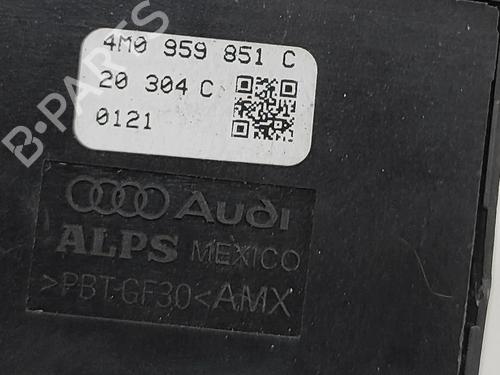 4M0 959 851 C
20 304 C
0121
B-PARTS
Audi
ALPS MEXICO
>PBT-GF30< AMX